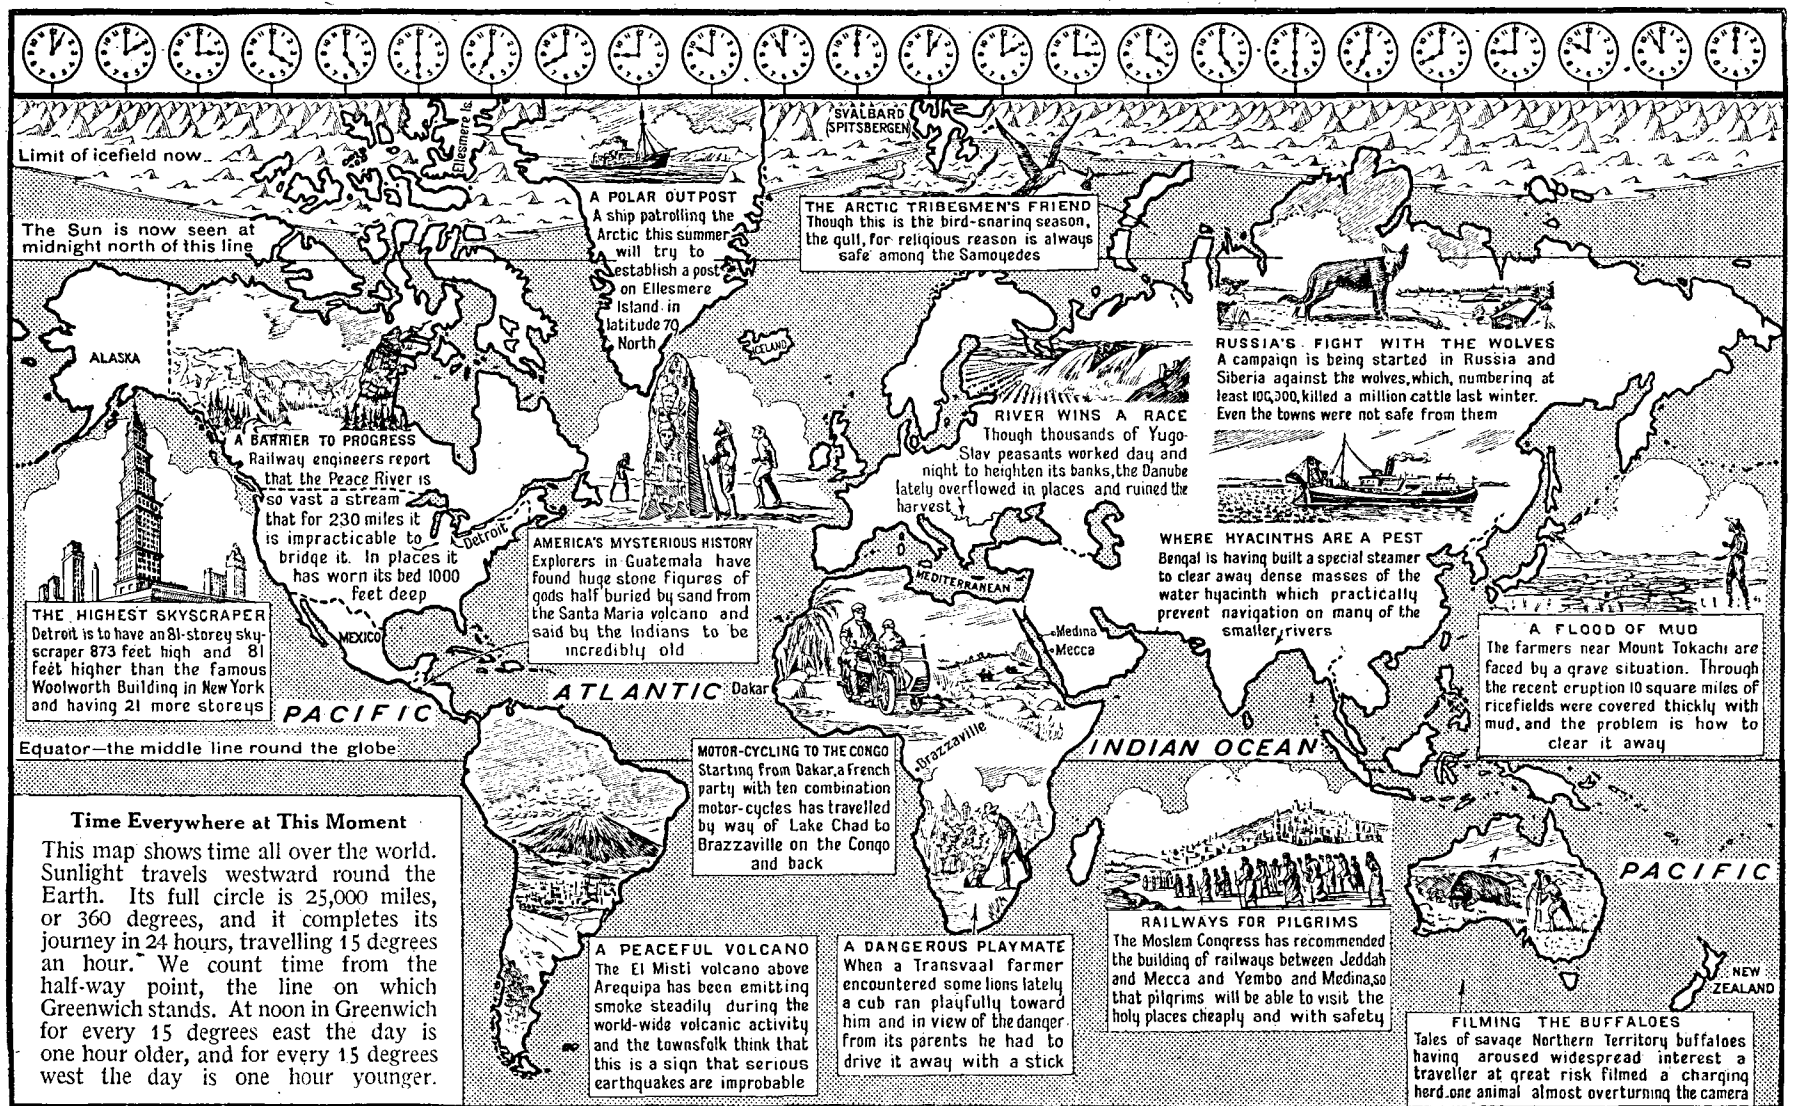 Limit of icefield now
The Sun is now seen at
midnight north of this line
Ellesmere Is.
A POLAR OUTPOST
A ship patrolling the
Arctic this summer
will try to
establish a post
on Ellesmere
Island in
latitude 79
North
SVALBARD
(SPITSBERGEN)
THE ARCTIC TRIBESMEN'S FRIEND
Though this is the bird-snaring season,
the gull, for religious reason is always
safe among the Samoyedes
ALASKA
ICELAND
A BARRIER TO PROGRESS
Railway engineers report
that the Peace River is
so vast a stream
that for 230 miles it
is impracticable to
bridge it. In places it
has worn its bed 1000
feet deep
Detroit
RIVER WINS A RACE
Though thousands of Yugo-
Slav peasants worked day and
night to heighten its banks, the Danube
lately overflowed in places and ruined the
harvest
RUSSIA'S FIGHT WITH THE WOLVES
A campaign is being started in Russia and
Siberia against the wolves, which, numbering at
least 100,000, killed a million cattle last winter.
Even the towns were not safe from them
THE HIGHEST SKYSCRAPER
Detroit is to have an 81-storey sky-
scraper 873 feet high and 81
feet higher than the famous
Woolworth Building in New York
and having 21 more storeys
MEXICO
AMERICA'S MYSTERIOUS HISTORY
Explorers in Guatemala have
found huge stone figures of
gods half buried by sand from
the Santa Maria volcano and
said by the Indians to be
incredibly old
MEDITERRANEAN
Medina
Mecca
WHERE HYACINTHS ARE A PEST
Bengal is having built a special steamer
to clear away dense masses of the
water hyacinth which practically
prevent navigation on many of the
smaller rivers
A FLOOD OF MUD
The farmers near Mount Tokachi are
faced by a grave situation. Through
the recent eruption 10 square miles of
ricefields were covered thickly with
mud, and the problem is how to
clear it away
PACIFIC
ATLANTIC
Dakar
Brazzaville
INDIAN OCEAN
Equator—the middle line round the globe
MOTOR-CYCLING TO THE CONGO
Starting from Dakar, a French
party with ten combination
motor-cycles has travelled
by way of Lake Chad to
Brazzaville on the Congo
and back
Time Everywhere at This Moment
This map shows time all over the world.
Sunlight travels westward round the
Earth. Its full circle is 25,000 miles,
or 360 degrees, and it completes its
journey in 24 hours, travelling 15 degrees
an hour. We count time from the
half-way point, the line on which
Greenwich stands. At noon in Greenwich
for every 15 degrees east the day is
one hour older, and for every 15 degrees
west the day is one hour younger.
A PEACEFUL VOLCANO
The El Misti volcano above
Arequipa has been emitting
smoke steadily during the
world-wide volcanic activity
and the townsfolk think that
this is a sign that serious
earthquakes are improbable
A DANGEROUS PLAYMATE
When a Transvaal farmer
encountered some lions lately
a cub ran playfully toward
him and in view of the danger
from its parents he had to
drive it away with a stick
RAILWAYS FOR PILGRIMS
The Moslem Congress has recommended
the building of railways between Jeddah
and Mecca and Yembo and Medina, so
that pilgrims will be able to visit the
holy places cheaply and with safety
PACIFIC
NEW
ZEALAND
FILMING THE BUFFALOES
Tales of savage Northern Territory buffaloes
having aroused widespread interest a
traveller at great risk filmed a charging
herd, one animal almost overturning the camera